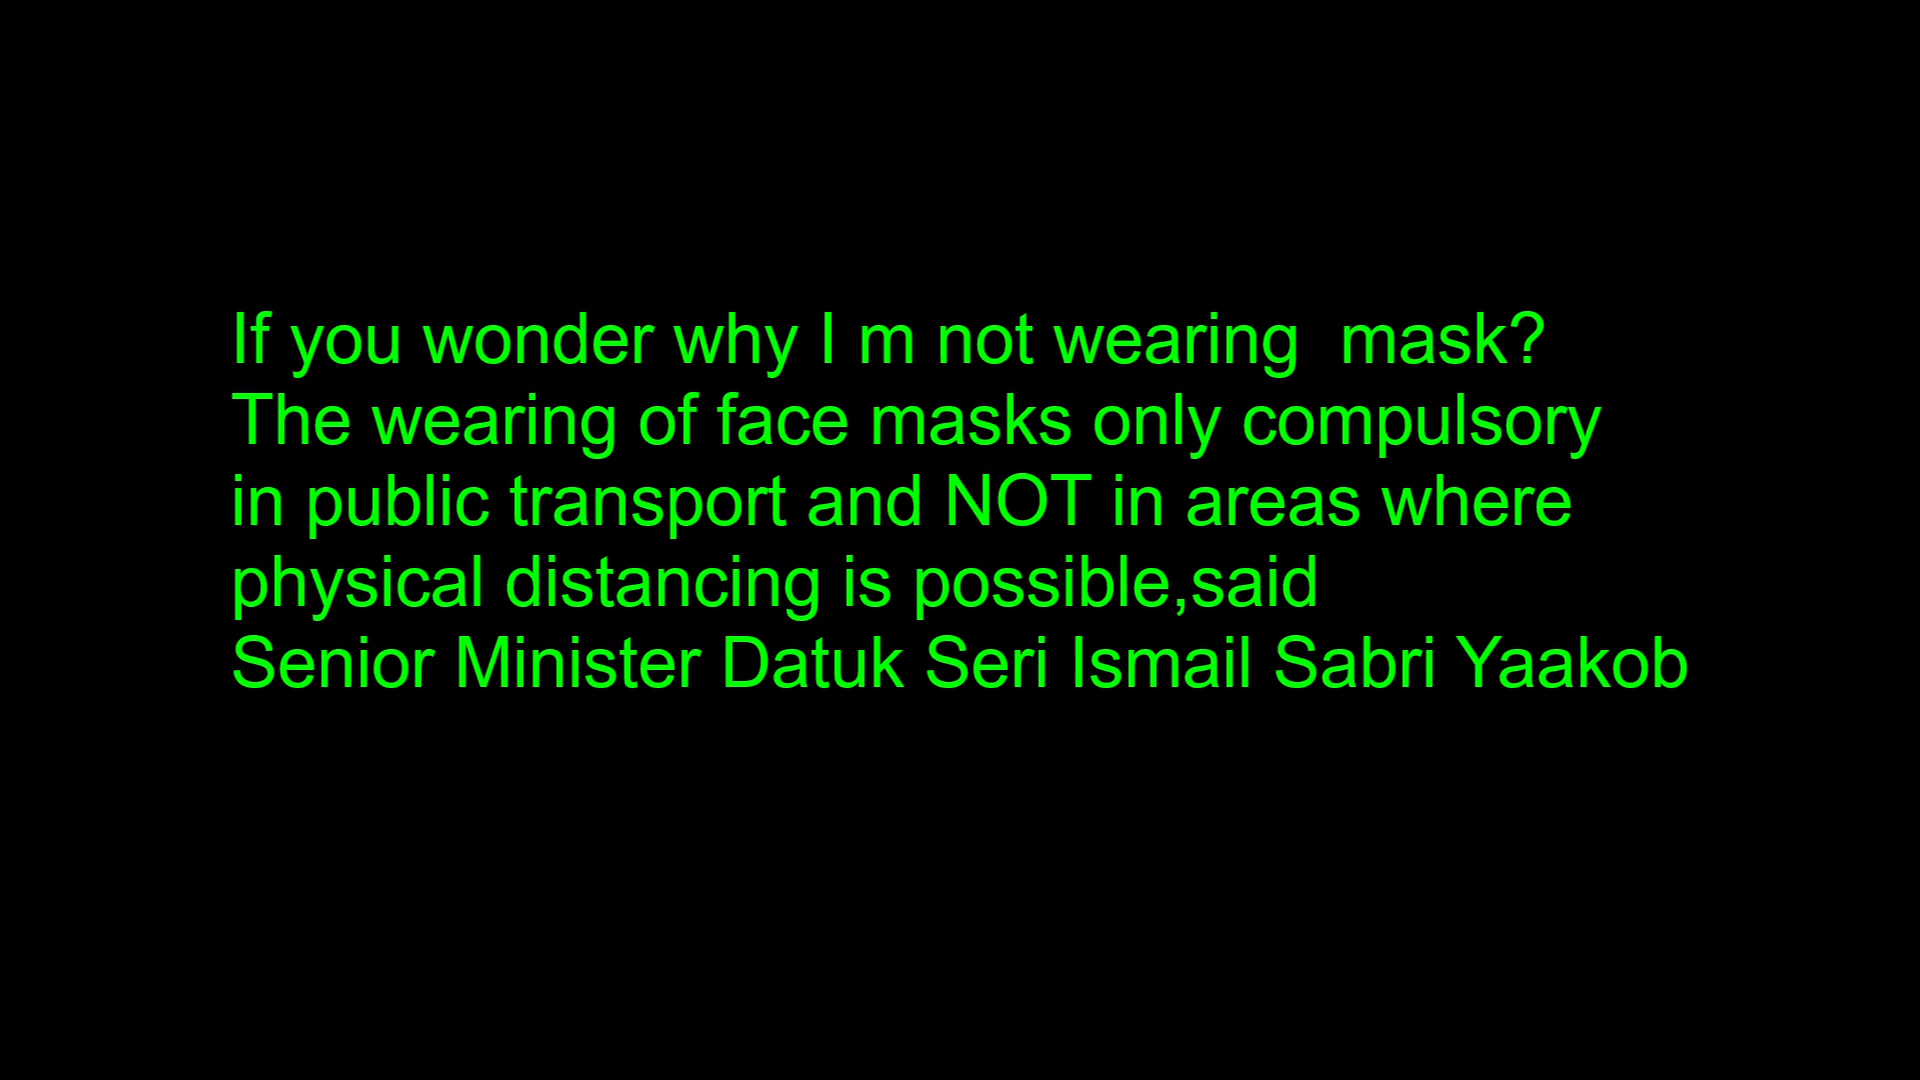 If you wonder why I m not wearing  mask?
The wearing of face masks only compulsory
in public transport and NOT in areas where
physical distancing is possible,said
Senior Minister Datuk Seri Ismail Sabri Yaakob